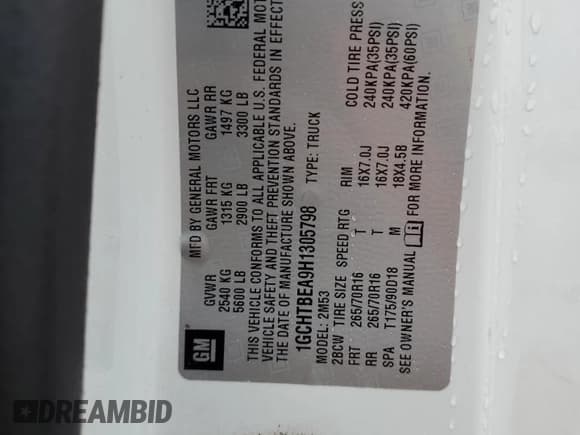 MFD BY GENERAL MOTORS LLC
GVWR GAWR FRT GAWR RR
2540 KG 1315 KG 1497 KG
5600 LB 2900 LB 3300 LB
THIS VEHICLE CONFORMS TO ALL APPLICABLE U.S. FEDERAL MOT
VEHICLE SAFETY AND THEFT PREVENTION STANDARDS IN EFFECT
THE DATE OF MANUFACTURE SHOWN ABOVE.
1GCHTBEA9H1305798 TYPE: TRUCK
MODEL: 2M53
2BCW TIRE SIZE SPEED RTG RIM COLD TIRE PRESS
FRT 265/70R16 T 16X7.0J 240KPA(35PSI)
RR 265/70R16 T 16X7.0J 240KPA(35PSI)
SPA T175/90D18 M 18X4.5B 420KPA(60PSI)
SEE OWNER'S MANUAL FOR MORE INFORMATION.
GM
DREAMBID